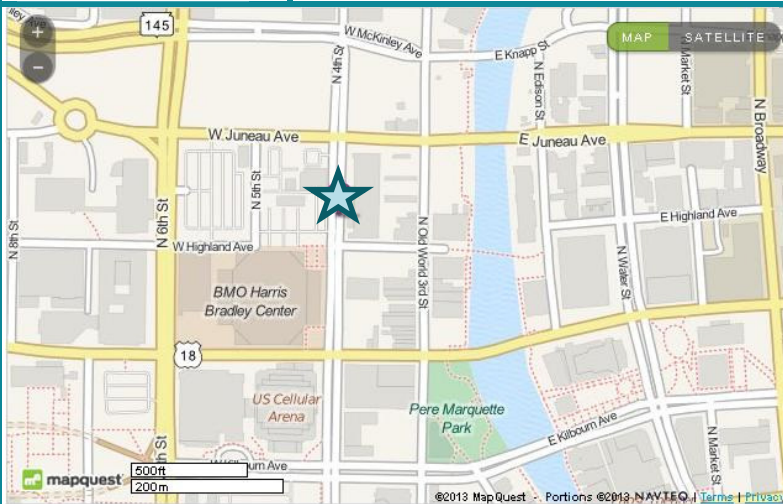 145
W McKinley Ave
E Knapp St
MAP
SATELLITE
N Market St
N 4th St
N Edison St
N Broadway
W Juneau Ave
E Juneau Ave
N 5th St
N 6th St
N 8th St
W Highland Ave
E Highland Ave
N Old World 3rd St
N Water St
BMO Harris
Bradley Center
18
US Cellular
Arena
Pere Marquette
Park
E Kilbourn Ave
N Market St
mapquest
500ft
200m
©2013 MapQuest - Portions ©2013 NAVTEQ | Terms | Privac